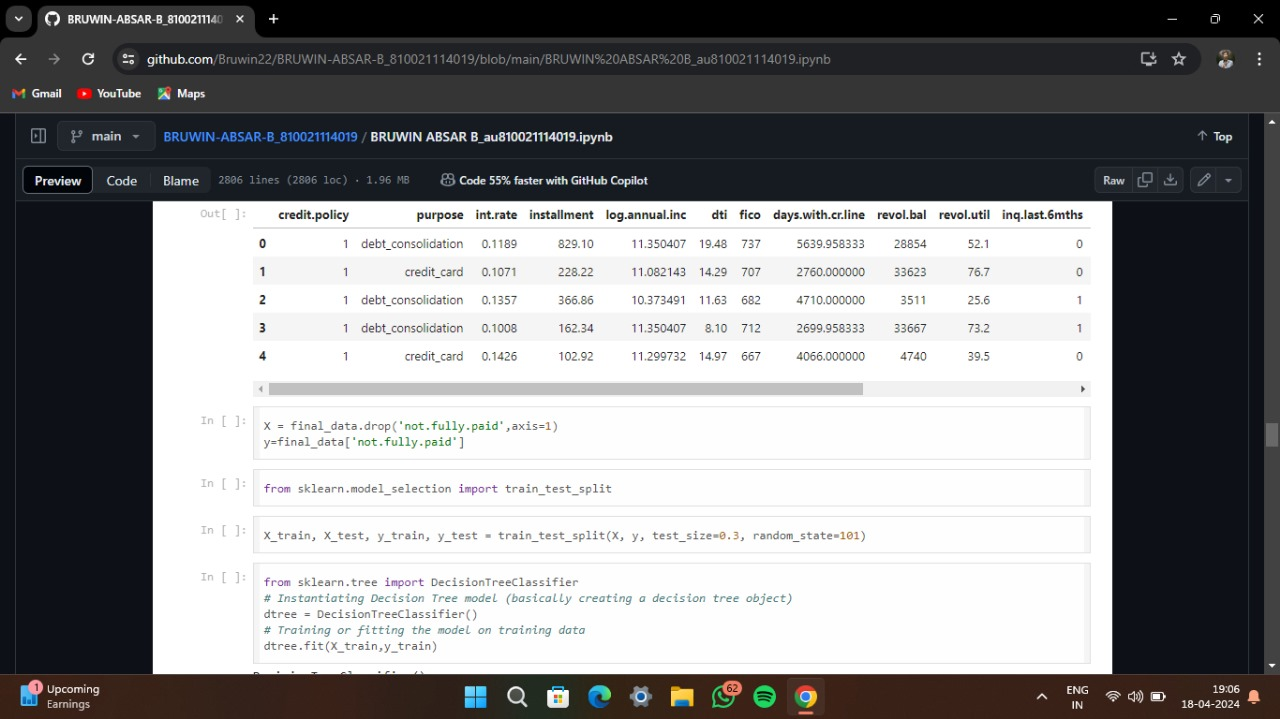 BRUWIN-ABSAR-B_8100211140
github.com/Bruwin22/BRUWIN-ABSAR-B_810021114019/blob/main/BRUWIN%20ABSAR%20B_au810021114019.ipynb
Gmail YouTube Maps
main BRUWIN-ABSAR-B_810021114019 / BRUWIN ABSAR B_au810021114019.ipynb Top
Preview Code Blame 2806 lines (2806 loc) · 1.96 MB Code 55% faster with GitHub Copilot Raw
Out[ ]: credit.policy purpose int.rate installment log.annual.inc dti fico days.with.cr.line revol.bal revol.util inq.last.6mths
0 1 debt_consolidation 0.1189 829.10 11.350407 19.48 737 5639.958333 28854 52.1 0
1 1 credit_card 0.1071 228.22 11.082143 14.29 707 2760.000000 33623 76.7 0
2 1 debt_consolidation 0.1357 366.86 10.373491 11.63 682 4710.000000 3511 25.6 1
3 1 debt_consolidation 0.1008 162.34 11.350407 8.10 712 2699.958333 33667 73.2 1
4 1 credit_card 0.1426 102.92 11.299732 14.97 667 4066.000000 4740 39.5 0
In [ ]: X = final_data.drop('not.fully.paid',axis=1)
y=final_data['not.fully.paid']
In [ ]: from sklearn.model_selection import train_test_split
In [ ]: X_train, X_test, y_train, y_test = train_test_split(X, y, test_size=0.3, random_state=101)
In [ ]: from sklearn.tree import DecisionTreeClassifier
# Instantiating Decision Tree model (basically creating a decision tree object)
dtree = DecisionTreeClassifier()
# Training or fitting the model on training data
dtree.fit(X_train,y_train)
1 Upcoming
Earnings
62
ENG
IN
19:06
18-04-2024